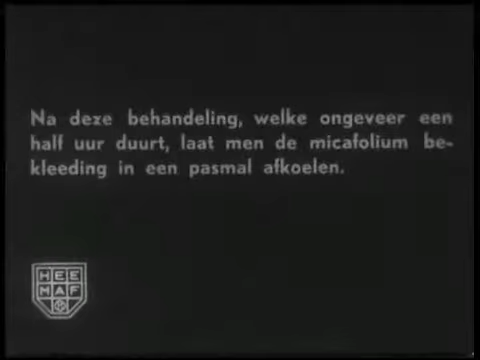 Na deze behandeling, welke ongeveer een
half uur duurt, laat men de micafolium be-
kleeding in een pasmal afkoelen.
HEE
MAF